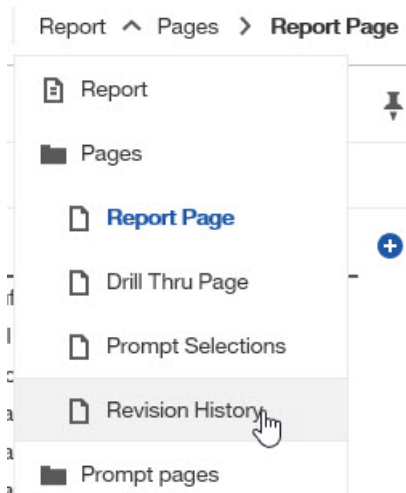 Report Pages > Report Page
Report
Pages
Report Page
Drill Thru Page
Prompt Selections
Revision History
Prompt pages